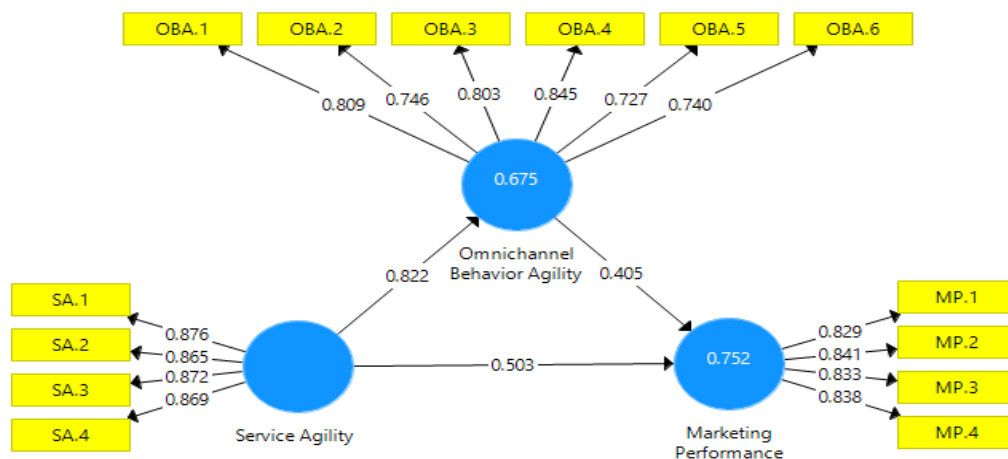 OBA.1
OBA.2
OBA.3
OBA.4
OBA.5
OBA.6
0.809
0.746
0.803
0.845
0.727
0.740
0.675
Omnichannel
Behavior Agility
0.822
0.405
SA.1
SA.2
SA.3
SA.4
0.876
0.865
0.872
0.869
Service Agility
0.503
0.752
Marketing
Performance
0.829
0.841
0.833
0.838
MP.1
MP.2
MP.3
MP.4